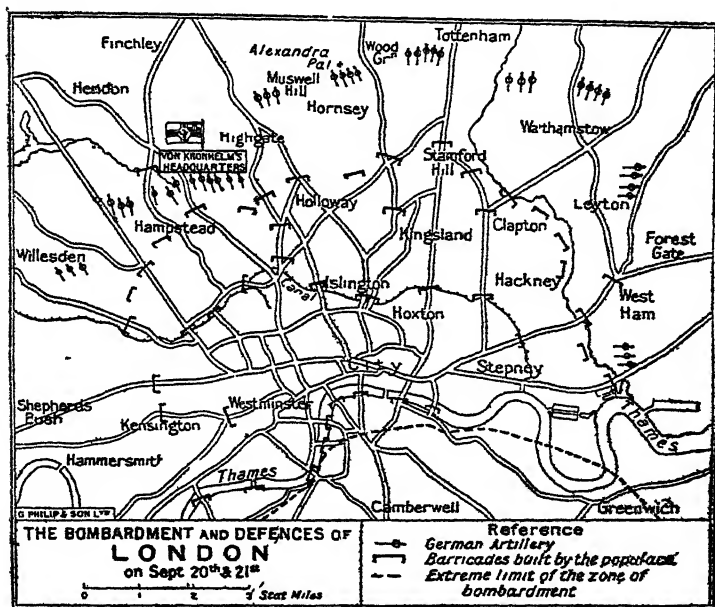 Finchley
Alexandra
Pal.
Wood
Grn
Tottenham
Hendon
Muswell
Hill
Hornsey
Highgate
Walthamstow
VON KRONHELM'S
HEADQUARTERS
Stamford
Hill
Holloway
Leyton
Hampstead
Clapton
Kingsland
Forest
Gate
Willesden
Islington
Canal
Hackney
West
Ham
Hoxton
City
Stepney
Shepherds
Bush
Westminster
Kensington
Thames
Hammersmith
Thames
Camberwell
Greenwich
G PHILIP & SON LTD
THE BOMBARDMENT AND DEFENCES OF
LONDON
on Sept 20th & 21st
0 1 2 3 Stat Miles
Reference
German Artillery
Barricades built by the populace
Extreme limit of the zone of
bombardment